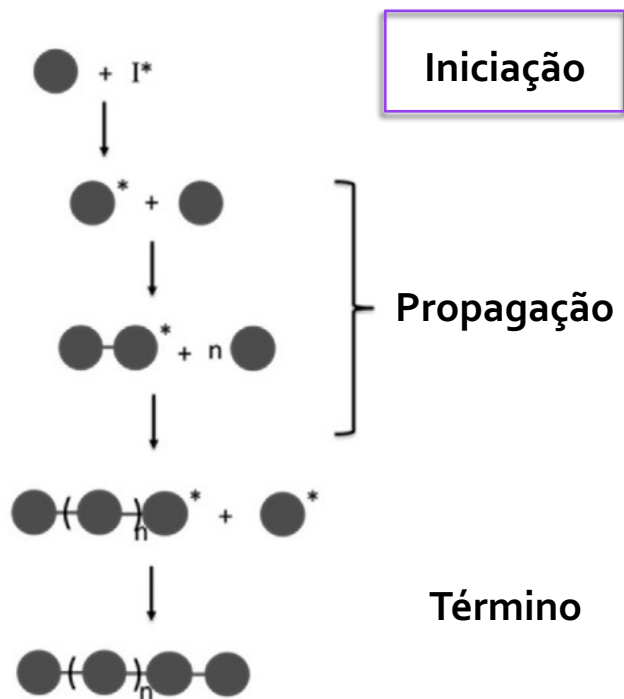 + I*
Iniciação
* +
Propagação
* + n
( )n * + *
Término
( )n